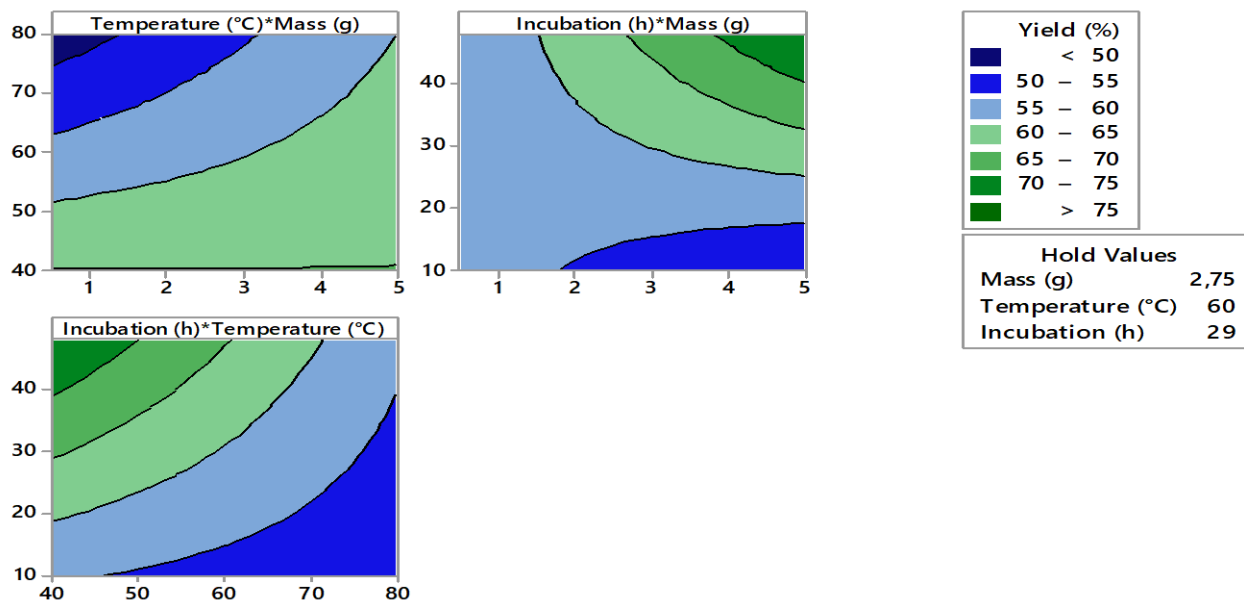 Temperature (°C)*Mass (g)
80
70
60
50
40
1 2 3 4 5
Incubation (h)*Mass (g)
40
30
20
10
1 2 3 4 5
Yield (%)
< 50
50 – 55
55 – 60
60 – 65
65 – 70
70 – 75
> 75
Hold Values
Mass (g) 2,75
Temperature (°C) 60
Incubation (h) 29
Incubation (h)*Temperature (°C)
40
30
20
10
40 50 60 70 80